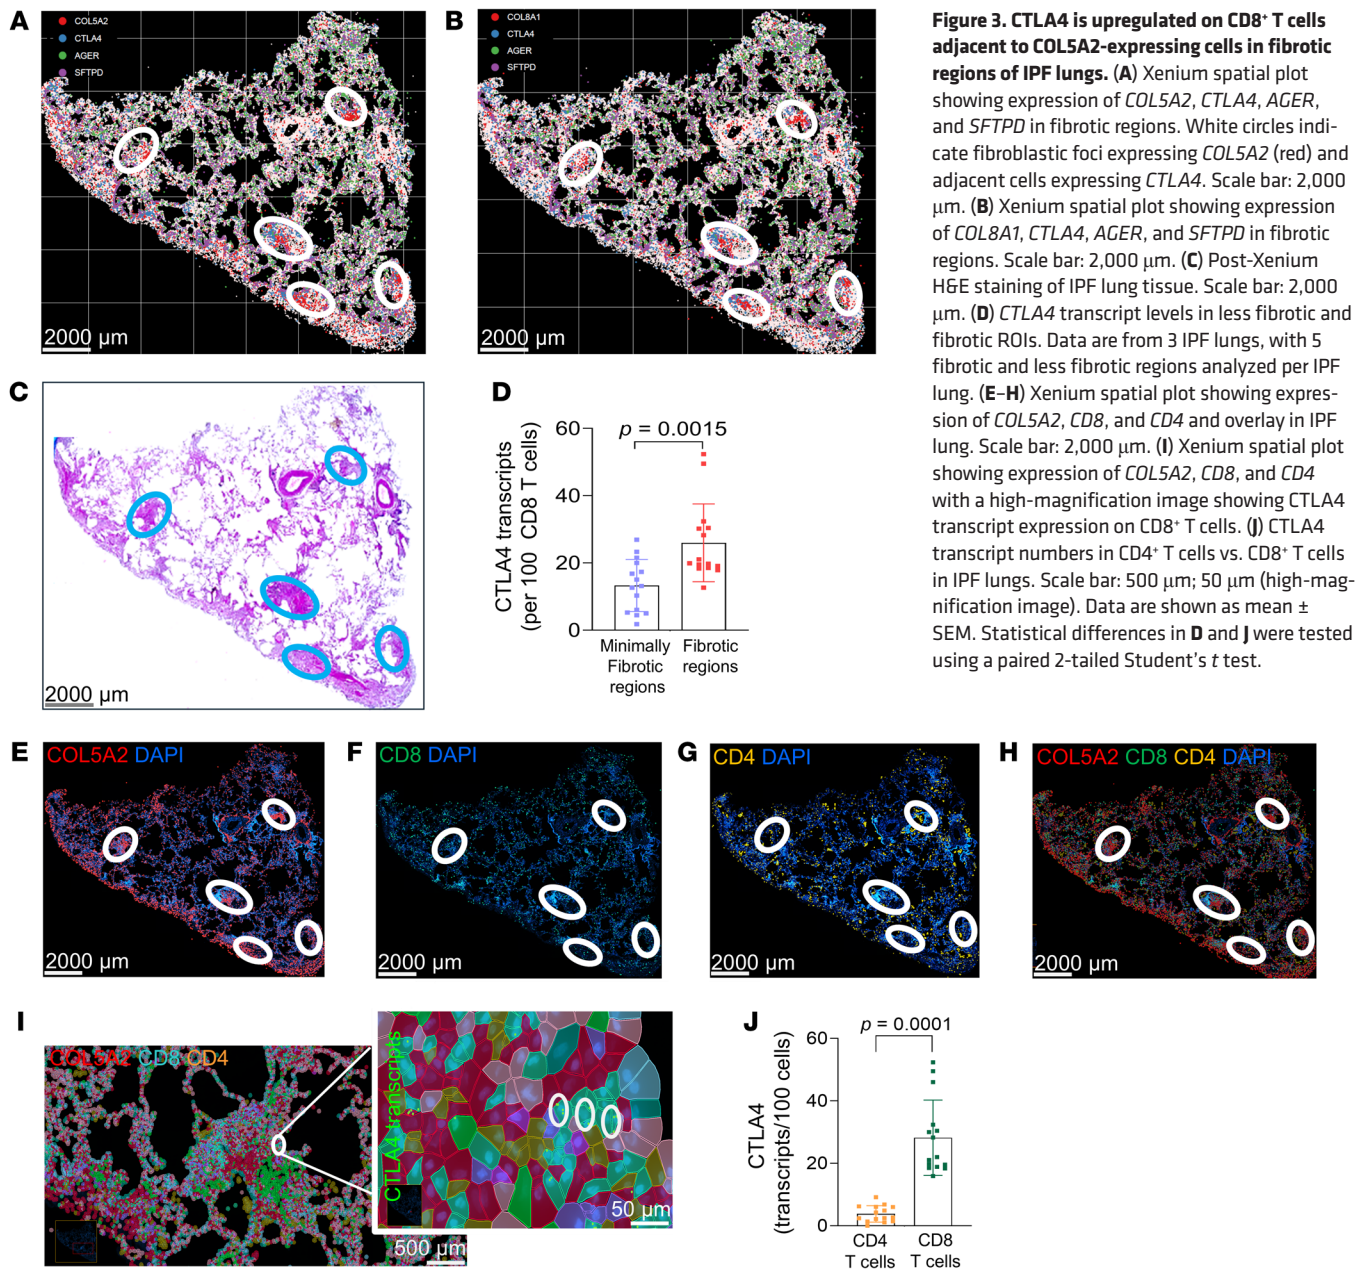 A
COL5A2
CTLA4
AGER
SFTPD
2000 µm
B
COL8A1
CTLA4
AGER
SFTPD
2000 µm
Figure 3. CTLA4 is upregulated on CD8⁺ T cells
adjacent to COL5A2-expressing cells in fibrotic
regions of IPF lungs. (A) Xenium spatial plot
showing expression of COL5A2, CTLA4, AGER,
and SFTPD in fibrotic regions. White circles indi-
cate fibroblastic foci expressing COL5A2 (red) and
adjacent cells expressing CTLA4. Scale bar: 2,000
μm. (B) Xenium spatial plot showing expression
of COL8A1, CTLA4, AGER, and SFTPD in fibrotic
regions. Scale bar: 2,000 μm. (C) Post-Xenium
H&E staining of IPF lung tissue. Scale bar: 2,000
μm. (D) CTLA4 transcript levels in less fibrotic and
fibrotic ROIs. Data are from 3 IPF lungs, with 5
fibrotic and less fibrotic regions analyzed per IPF
lung. (E–H) Xenium spatial plot showing expres-
sion of COL5A2, CD8, and CD4 and overlay in IPF
lung. Scale bar: 2,000 μm. (I) Xenium spatial plot
showing expression of COL5A2, CD8, and CD4
with a high-magnification image showing CTLA4
transcript expression on CD8⁺ T cells. (J) CTLA4
transcript numbers in CD4⁺ T cells vs. CD8⁺ T cells
in IPF lungs. Scale bar: 500 μm; 50 μm (high-mag-
nification image). Data are shown as mean ±
SEM. Statistical differences in D and J were tested
using a paired 2-tailed Student's t test.
C
2000 µm
D
CTLA4 transcripts
(per 100 CD8 T cells)
p = 0.0015
60
40
20
0
Minimally
Fibrotic
regions
Fibrotic
regions
E
COL5A2 DAPI
2000 µm
F
CD8 DAPI
2000 µm
G
CD4 DAPI
2000 µm
H
COL5A2 CD8 CD4 DAPI
2000 µm
I
COL5A2 CD8 CD4
500 µm
CTLA4 transcripts
50 µm
J
CTLA4
(transcripts/100 cells)
p = 0.0001
60
40
20
0
CD4
T cells
CD8
T cells